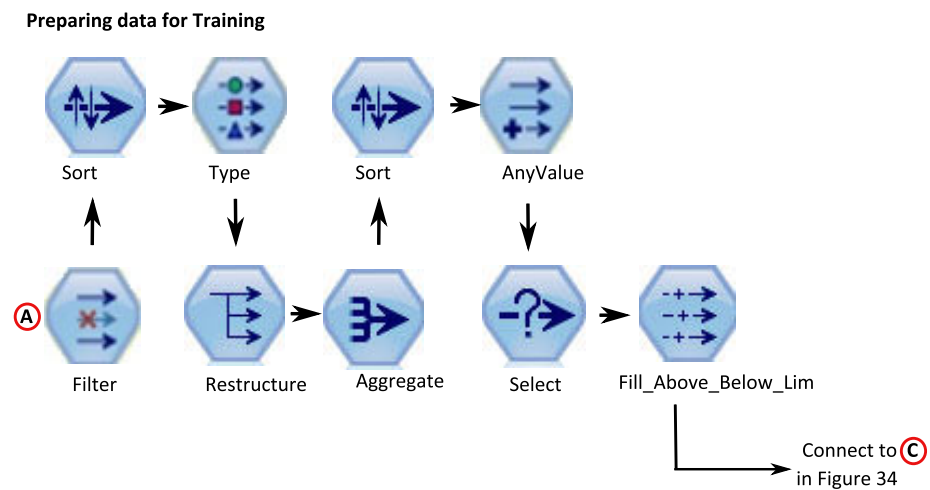 Preparing data for Training
Sort
Type
Sort
AnyValue
A
Filter
Restructure
Aggregate
Select
Fill_Above_Below_Lim
Connect to C
in Figure 34